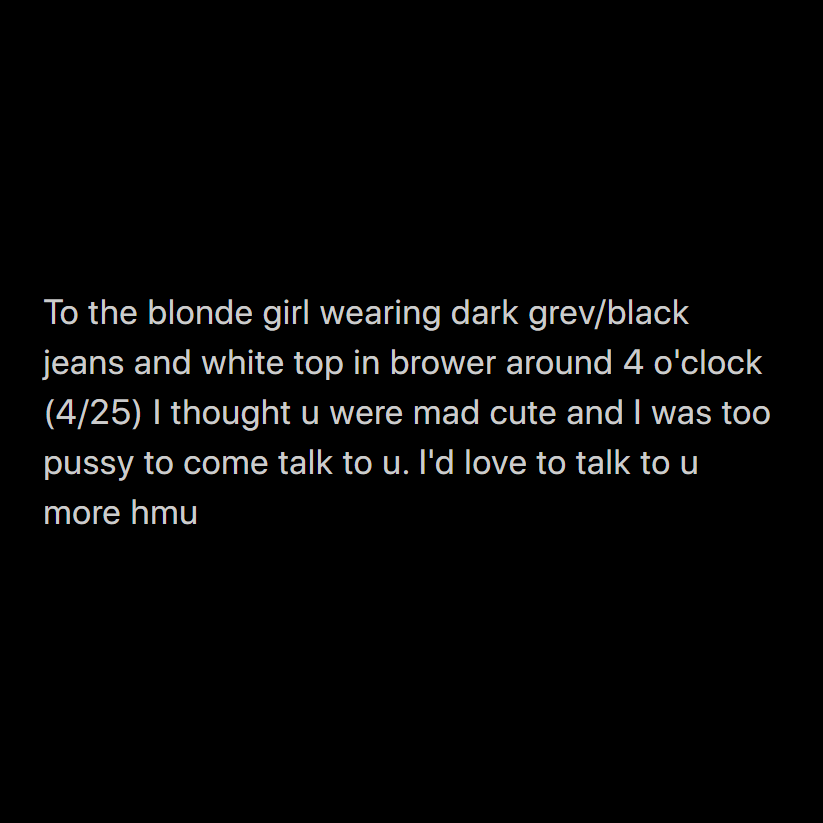 To the blonde girl wearing dark grev/black
jeans and white top in brower around 4 o'clock
(4/25) I thought u were mad cute and I was too
pussy to come talk to u. I'd love to talk to u
more hmu